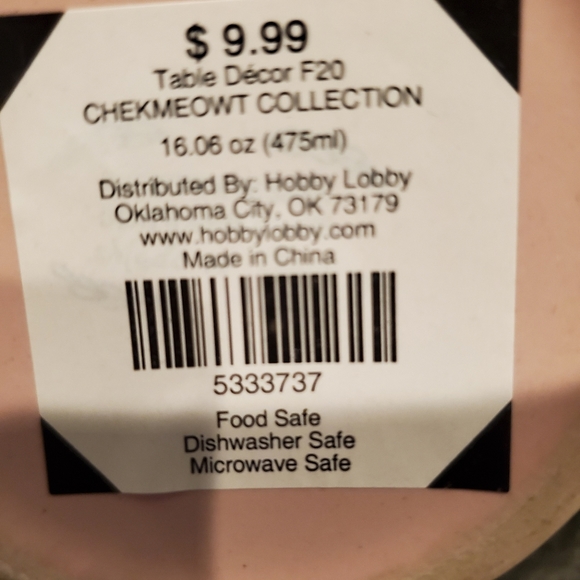 $ 9.99
Table Décor F20
CHEKMEOWT COLLECTION
16.06 oz (475ml)
Distributed By: Hobby Lobby
Oklahoma City, OK 73179
www.hobbylobby.com
Made in China
5333737
Food Safe
Dishwasher Safe
Microwave Safe